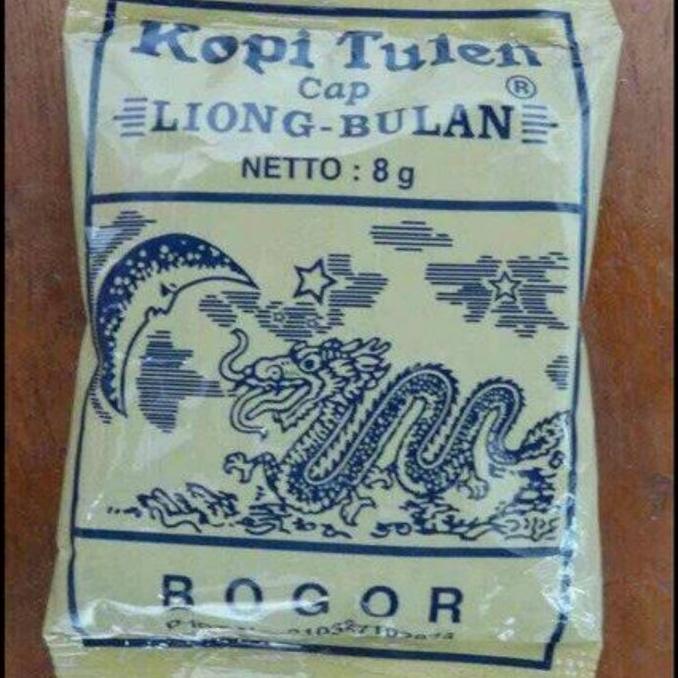 Kopi Tulen
Cap
LIONG-BULAN®
NETTO : 8 g
BOGOR